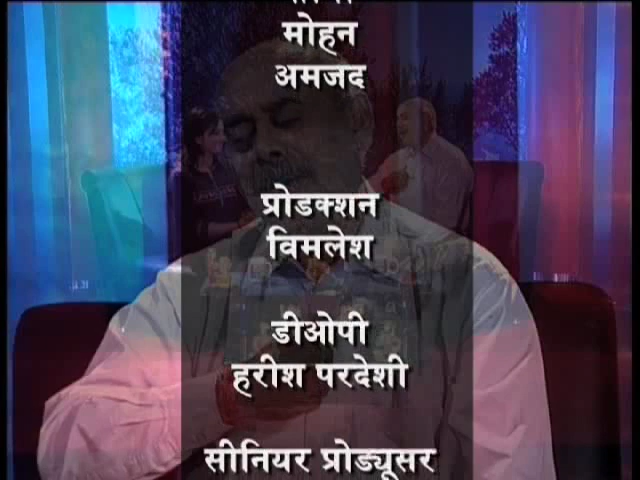 मोहन
अमजद
प्रोडक्शन
विमलेश
डीओपी
हरीश परदेशी
सीनियर प्रोड्यूसर